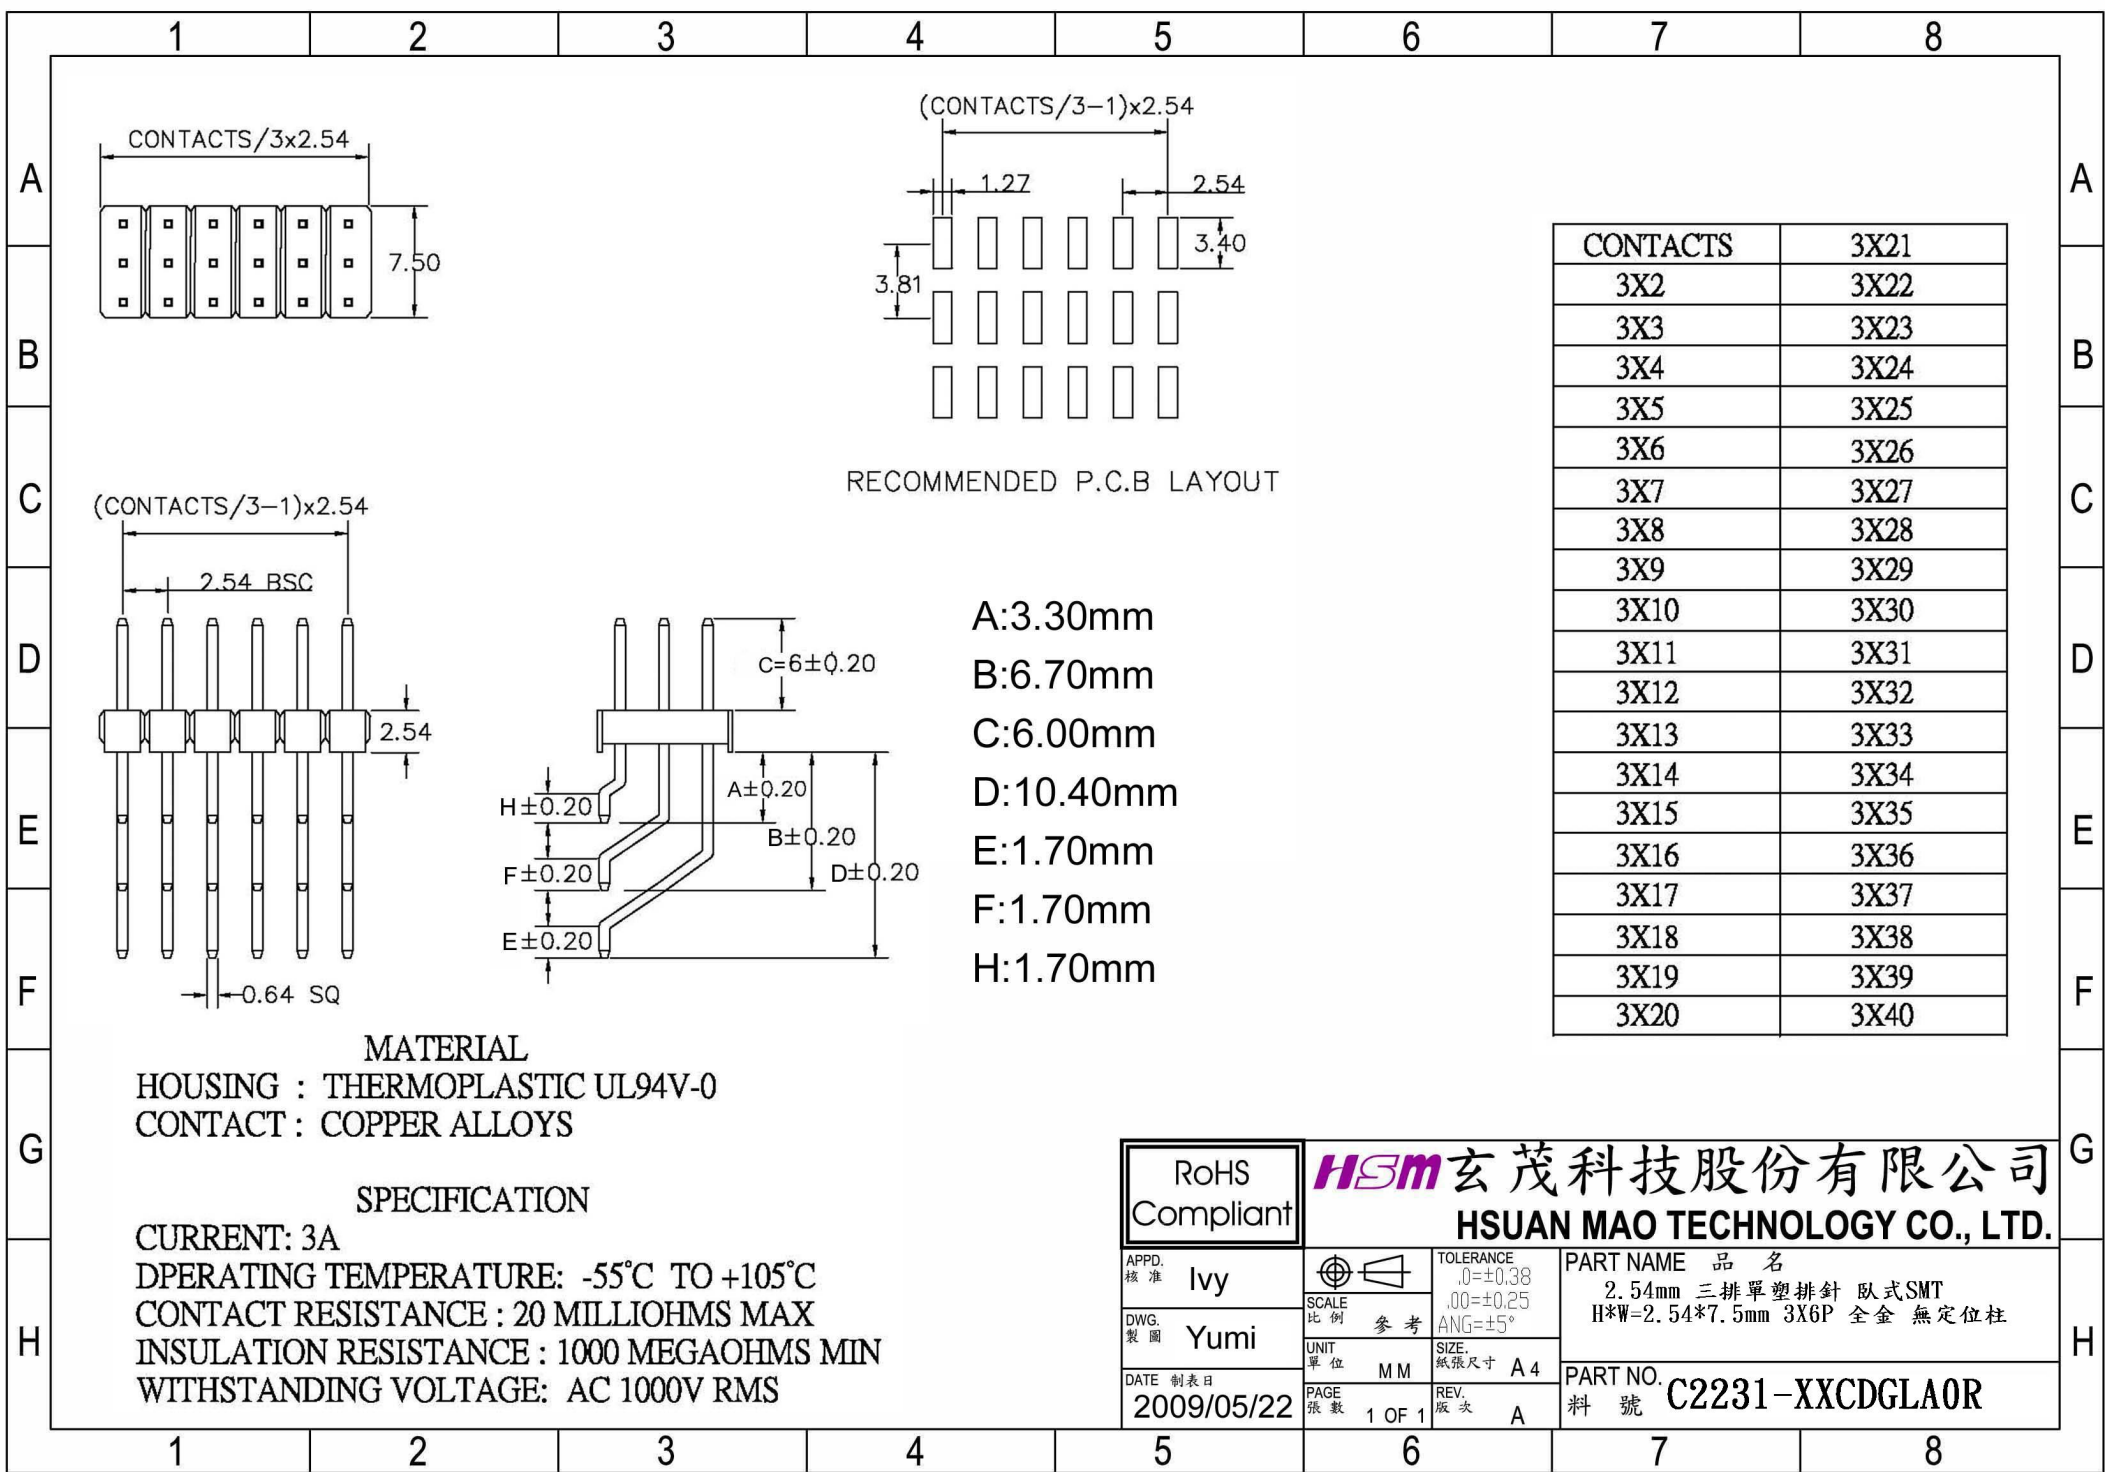 1 2 3 4 5 6 7 8
A
B
C
D
E
F
G
H
A
B
C
D
E
F
G
H
CONTACTS/3x2.54
7.50
(CONTACTS/3-1)x2.54
1.27
2.54
3.40
3.81
RECOMMENDED P.C.B LAYOUT
(CONTACTS/3-1)x2.54
2.54 BSC
2.54
0.64 SQ
C=6±0.20
A±0.20
B±0.20
D±0.20
H±0.20
F±0.20
E±0.20
A:3.30mm
B:6.70mm
C:6.00mm
D:10.40mm
E:1.70mm
F:1.70mm
H:1.70mm
CONTACTS 3X21
3X2 3X22
3X3 3X23
3X4 3X24
3X5 3X25
3X6 3X26
3X7 3X27
3X8 3X28
3X9 3X29
3X10 3X30
3X11 3X31
3X12 3X32
3X13 3X33
3X14 3X34
3X15 3X35
3X16 3X36
3X17 3X37
3X18 3X38
3X19 3X39
3X20 3X40
MATERIAL
HOUSING : THERMOPLASTIC UL94V-0
CONTACT : COPPER ALLOYS
SPECIFICATION
CURRENT: 3A
DPERATING TEMPERATURE: -55°C TO +105°C
CONTACT RESISTANCE : 20 MILLIOHMS MAX
INSULATION RESISTANCE : 1000 MEGAOHMS MIN
WITHSTANDING VOLTAGE: AC 1000V RMS
RoHS
Compliant
HSM 玄茂科技股份有限公司
HSUAN MAO TECHNOLOGY CO., LTD.
APPD.
核 准
Ivy
DWG.
製 圖
Yumi
DATE 制表日
2009/05/22
SCALE
比 例 參 考
UNIT
單 位 MM
PAGE
張 數 1 OF 1
TOLERANCE
.0=±0.38
.00=±0.25
ANG=±5°
SIZE.
紙張尺寸 A4
REV.
版 次 A
PART NAME 品 名
2.54mm 三排單塑排針 臥式SMT
H*W=2.54*7.5mm 3X6P 全金 無定位柱
PART NO.
料 號
C2231-XXCDGLA0R
1 2 3 4 5 6 7 8